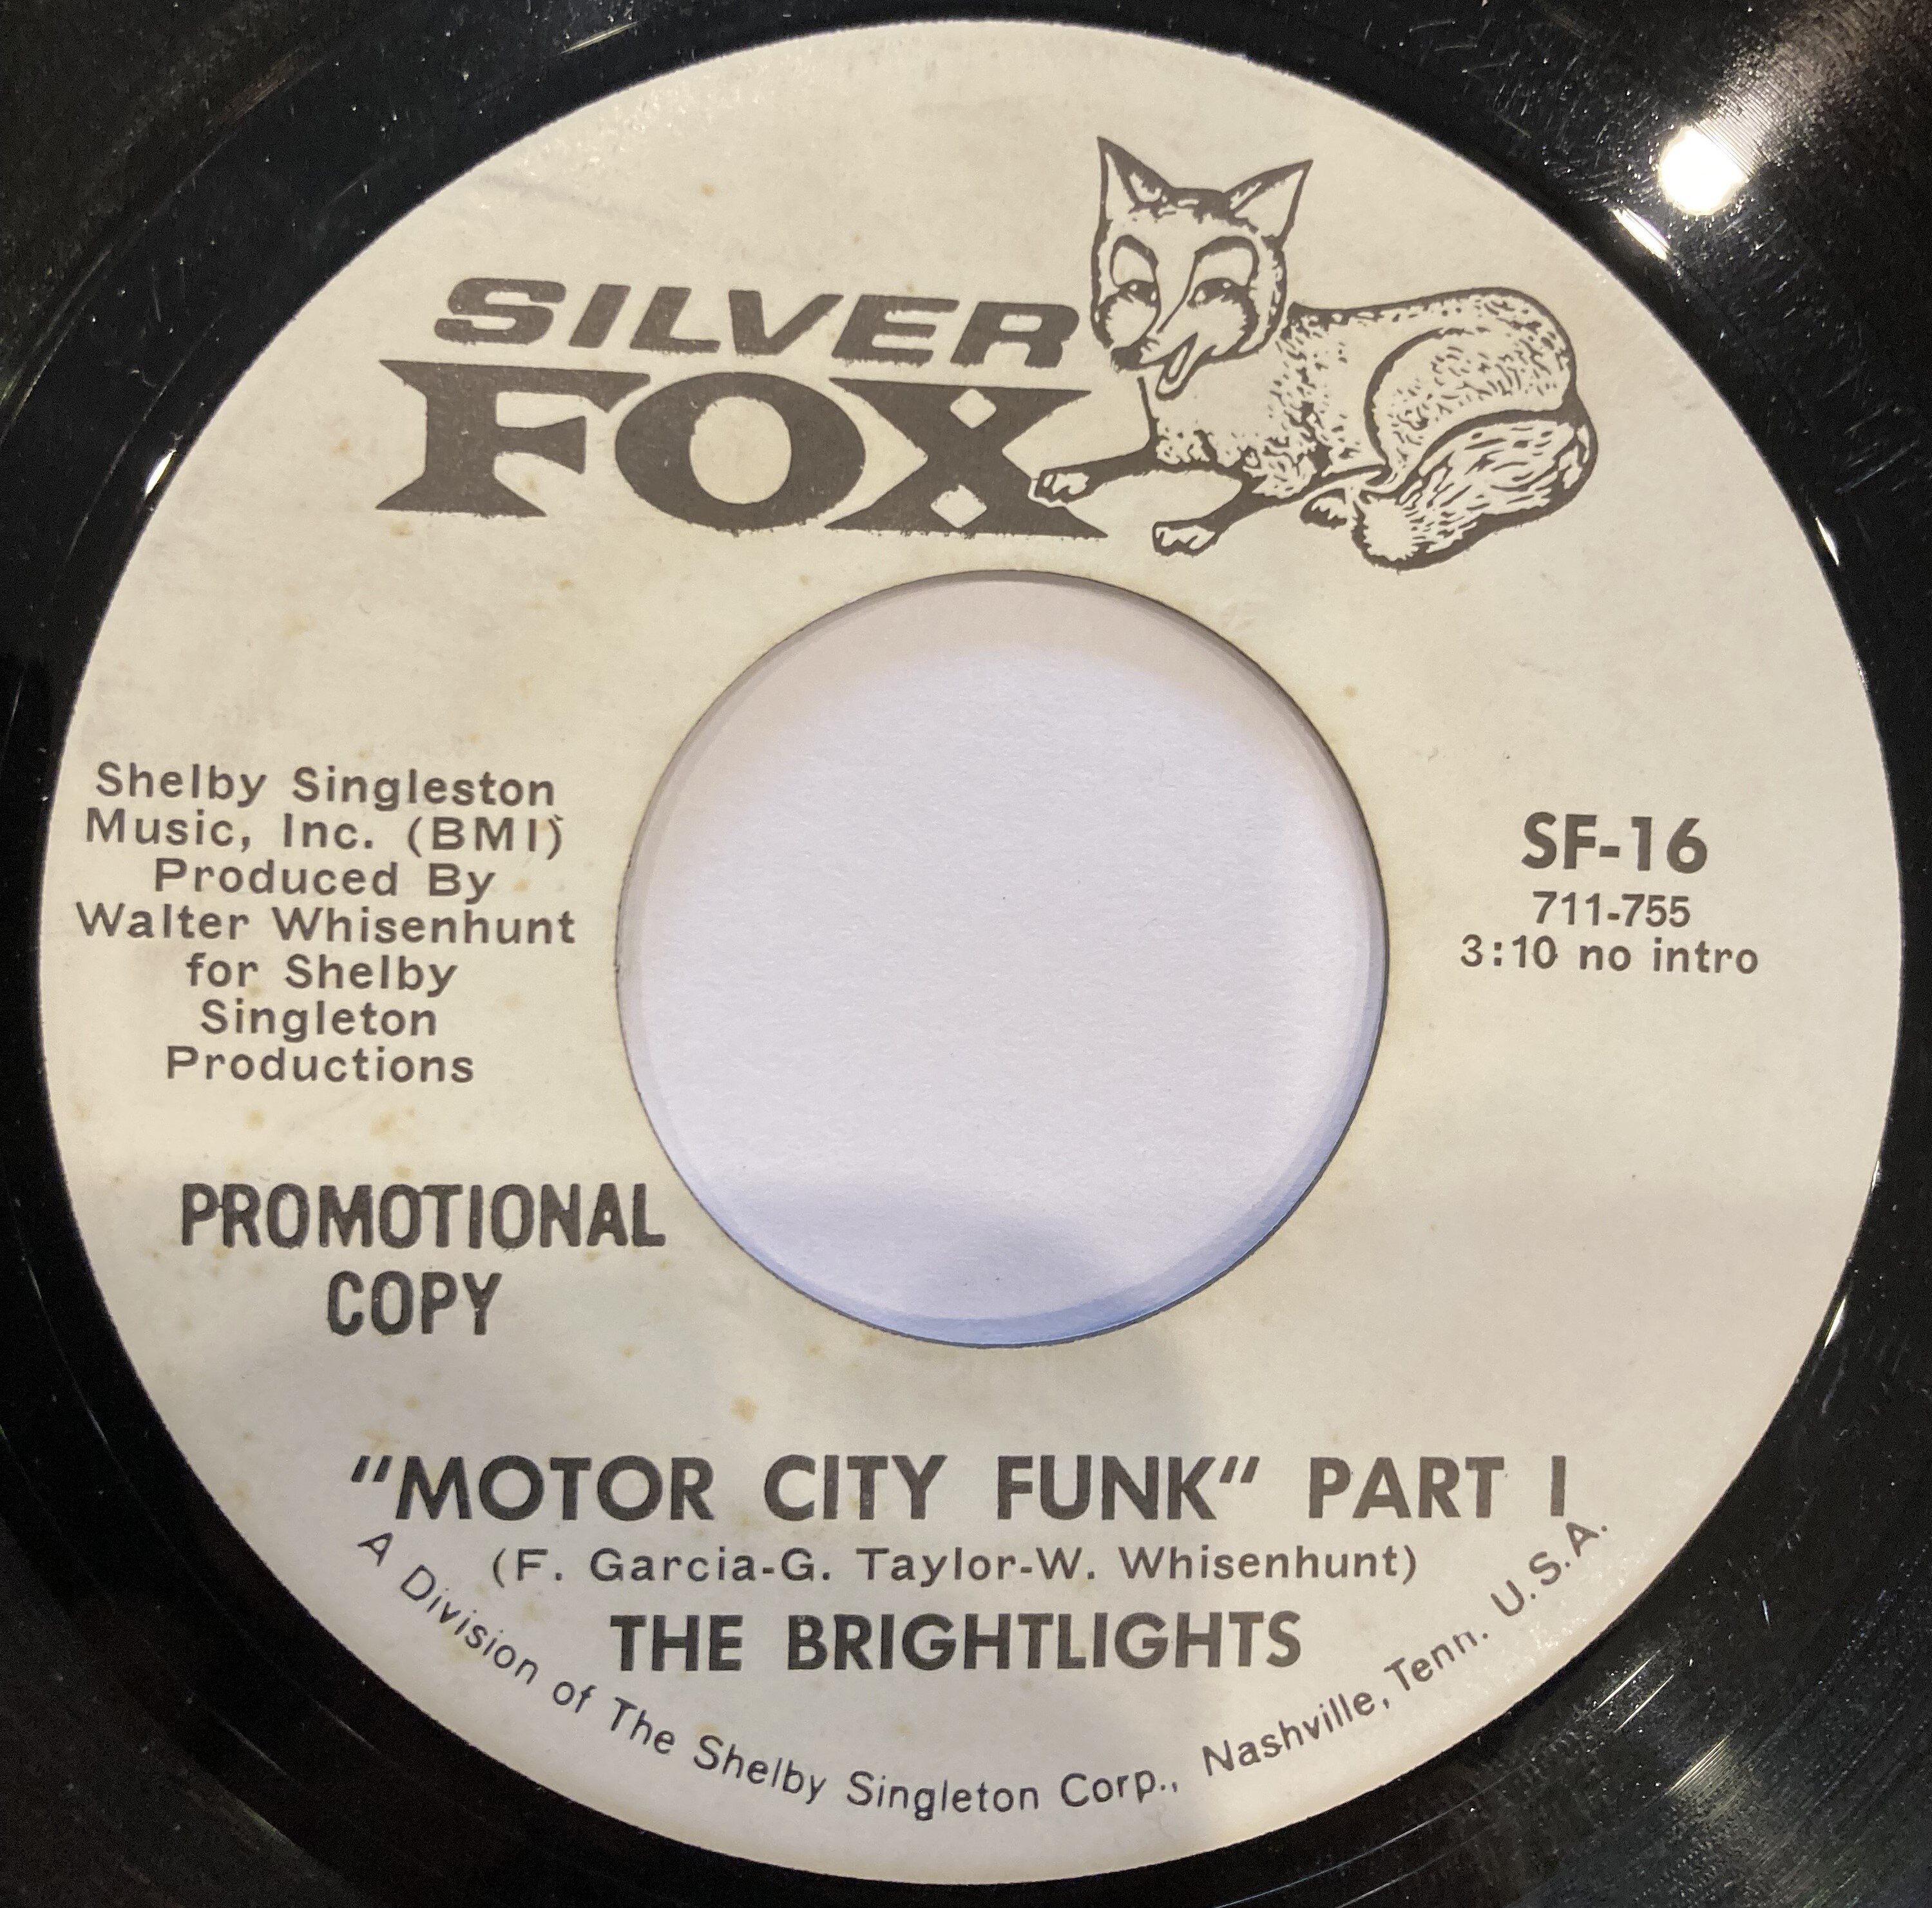 SILVER
FOX
Shelby Singleston
Music, Inc. (BMI)
Produced By
Walter Whisenhunt
for Shelby
Singleton
Productions
SF-16
711-755
3:10 no intro
PROMOTIONAL
COPY
"MOTOR CITY FUNK" PART I
(F. Garcia-G. Taylor-W. Whisenhunt)
THE BRIGHTLIGHTS
A Division of The Shelby Singleton Corp., Nashville, Tenn. U.S.A.